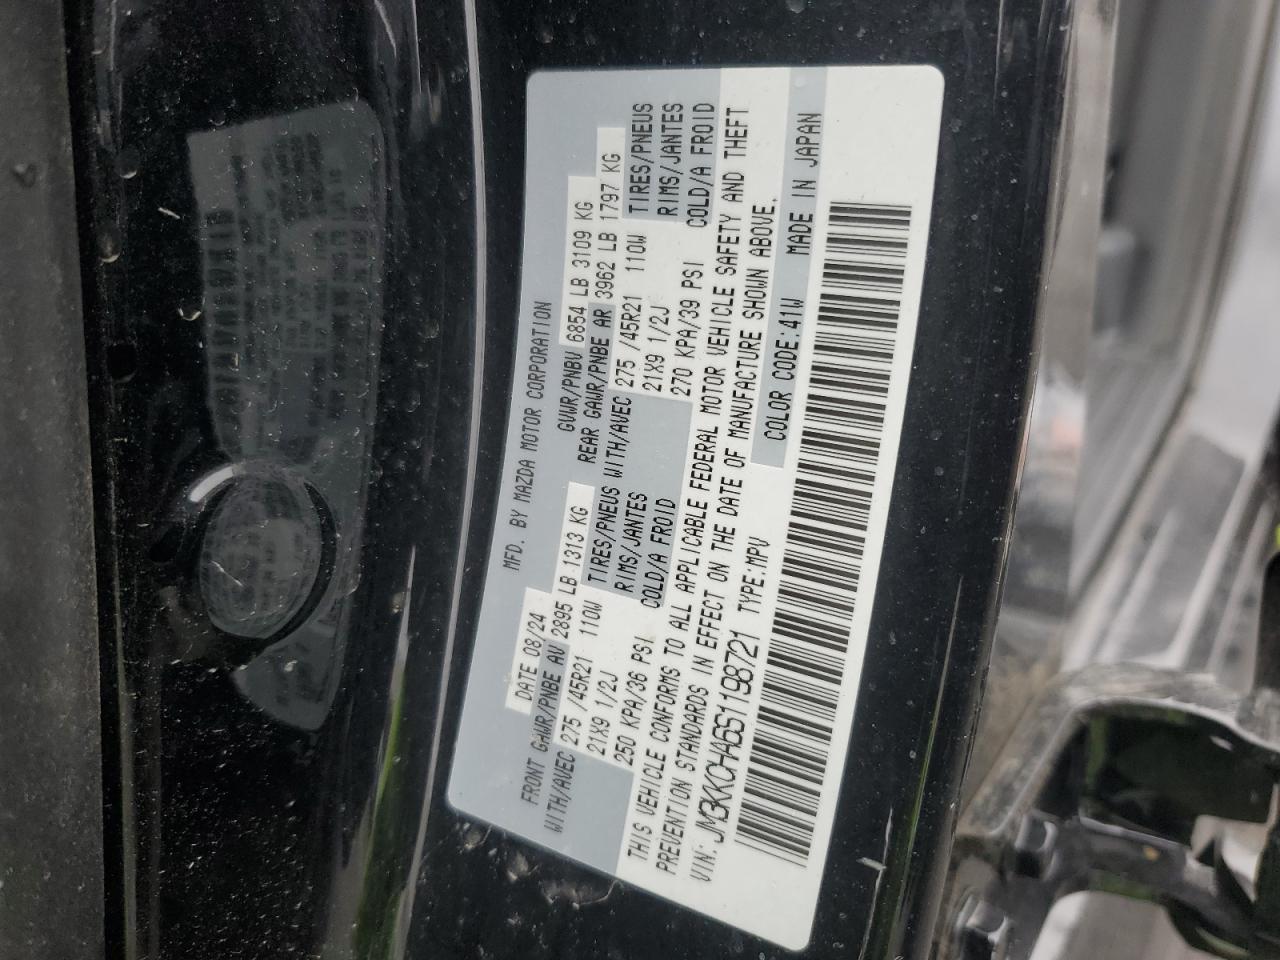 MFD. BY MAZDA MOTOR CORPORATION
DATE 08/24 GVWR/PNBV 6854 LB 3109 KG
FRONT GAWR/PNBE AV 2895 LB 1313 KG REAR GAWR/PNBE AR 3962 LB 1797 KG
WITH/AVEC 275 /45R21 110W TIRES/PNEUS WITH/AVEC 275 /45R21 110W TIRES/PNEUS
21X9 1/2J RIMS/JANTES 21X9 1/2J RIMS/JANTES
250 KPA/36 PSI COLD/A FROID 270 KPA/39 PSI COLD/A FROID
THIS VEHICLE CONFORMS TO ALL APPLICABLE FEDERAL MOTOR VEHICLE SAFETY AND THEFT
PREVENTION STANDARDS IN EFFECT ON THE DATE OF MANUFACTURE SHOWN ABOVE.
VIN: JM3KKCHA6S1198721 TYPE:MPV COLOR CODE:41W MADE IN JAPAN